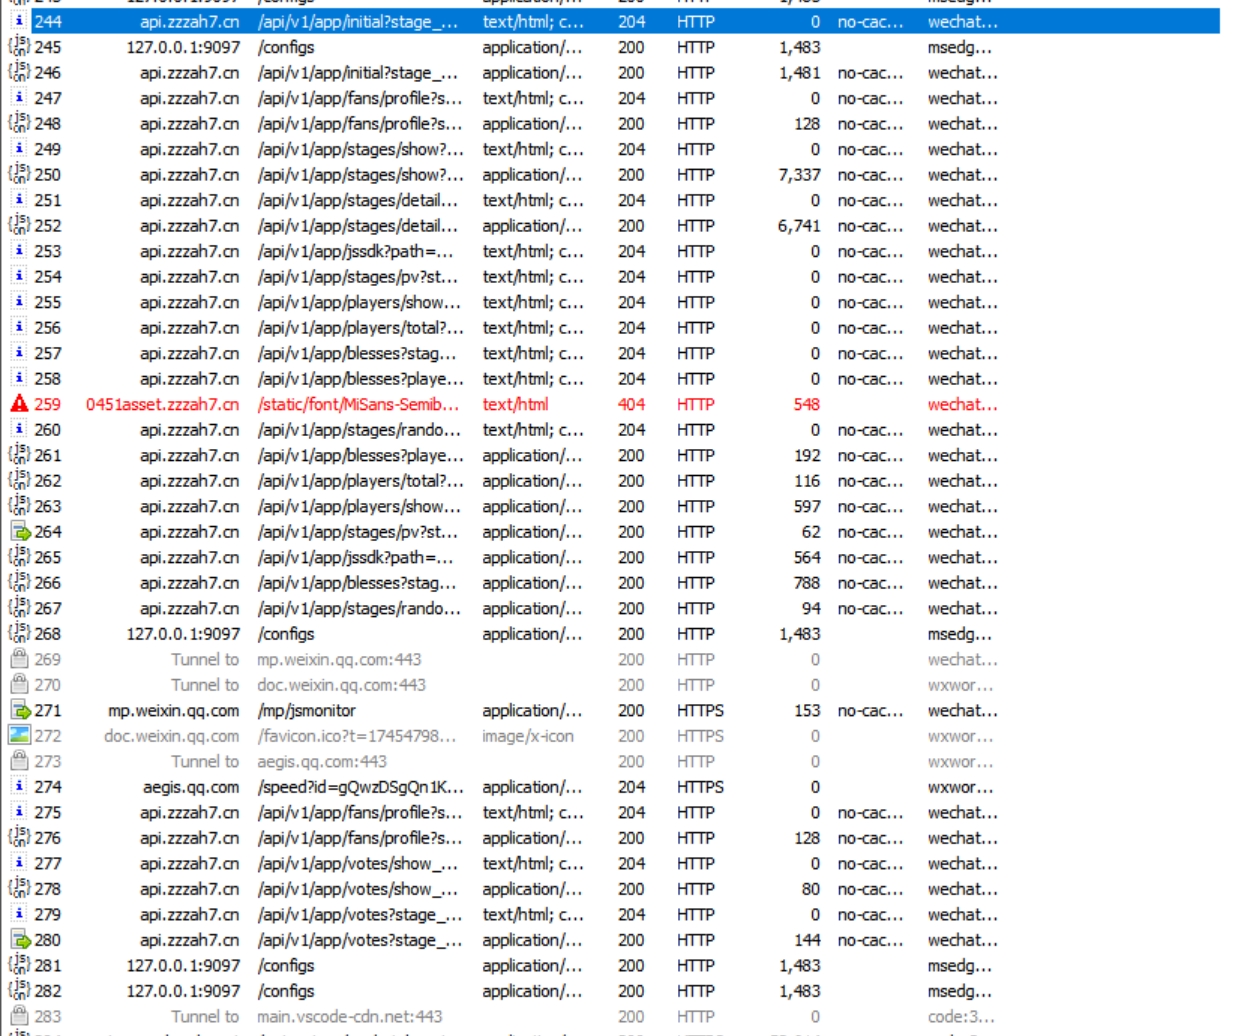 244 api.zzzah7.cn /api/v1/app/initial?stage_... text/html; c... 204 HTTP 0 no-cac... wechat...
245 127.0.0.1:9097 /configs application/... 200 HTTP 1,483 msedg...
246 api.zzzah7.cn /api/v1/app/initial?stage_... application/... 200 HTTP 1,481 no-cac... wechat...
247 api.zzzah7.cn /api/v1/app/fans/profile?s... text/html; c... 204 HTTP 0 no-cac... wechat...
248 api.zzzah7.cn /api/v1/app/fans/profile?s... application/... 200 HTTP 128 no-cac... wechat...
249 api.zzzah7.cn /api/v1/app/stages/show?... text/html; c... 204 HTTP 0 no-cac... wechat...
250 api.zzzah7.cn /api/v1/app/stages/show?... application/... 200 HTTP 7,337 no-cac... wechat...
251 api.zzzah7.cn /api/v1/app/stages/detail... text/html; c... 204 HTTP 0 no-cac... wechat...
252 api.zzzah7.cn /api/v1/app/stages/detail... application/... 200 HTTP 6,741 no-cac... wechat...
253 api.zzzah7.cn /api/v1/app/jssdk?path=... text/html; c... 204 HTTP 0 no-cac... wechat...
254 api.zzzah7.cn /api/v1/app/stages/pv?st... text/html; c... 204 HTTP 0 no-cac... wechat...
255 api.zzzah7.cn /api/v1/app/players/show... text/html; c... 204 HTTP 0 no-cac... wechat...
256 api.zzzah7.cn /api/v1/app/players/total?... text/html; c... 204 HTTP 0 no-cac... wechat...
257 api.zzzah7.cn /api/v1/app/blesses?stag... text/html; c... 204 HTTP 0 no-cac... wechat...
258 api.zzzah7.cn /api/v1/app/blesses?playe... text/html; c... 204 HTTP 0 no-cac... wechat...
259 0451asset.zzzah7.cn /static/font/MiSans-Semib... text/html 404 HTTP 548 wechat...
260 api.zzzah7.cn /api/v1/app/stages/rando... text/html; c... 204 HTTP 0 no-cac... wechat...
261 api.zzzah7.cn /api/v1/app/blesses?playe... application/... 200 HTTP 192 no-cac... wechat...
262 api.zzzah7.cn /api/v1/app/players/total?... application/... 200 HTTP 116 no-cac... wechat...
263 api.zzzah7.cn /api/v1/app/players/show... application/... 200 HTTP 597 no-cac... wechat...
264 api.zzzah7.cn /api/v1/app/stages/pv?st... application/... 200 HTTP 62 no-cac... wechat...
265 api.zzzah7.cn /api/v1/app/jssdk?path=... application/... 200 HTTP 564 no-cac... wechat...
266 api.zzzah7.cn /api/v1/app/blesses?stag... application/... 200 HTTP 788 no-cac... wechat...
267 api.zzzah7.cn /api/v1/app/stages/rando... application/... 200 HTTP 94 no-cac... wechat...
268 127.0.0.1:9097 /configs application/... 200 HTTP 1,483 msedg...
269 Tunnel to mp.weixin.qq.com:443 200 HTTP 0 wechat...
270 Tunnel to doc.weixin.qq.com:443 200 HTTP 0 wxwor...
271 mp.weixin.qq.com /mp/jsmonitor application/... 200 HTTPS 153 no-cac... wechat...
272 doc.weixin.qq.com /favicon.ico?t=17454798... image/x-icon 200 HTTPS 0 wxwor...
273 Tunnel to aegis.qq.com:443 200 HTTP 0 wxwor...
274 aegis.qq.com /speed?id=gQwzDSgQn1K... application/... 204 HTTPS 0 wxwor...
275 api.zzzah7.cn /api/v1/app/fans/profile?s... text/html; c... 204 HTTP 0 no-cac... wechat...
276 api.zzzah7.cn /api/v1/app/fans/profile?s... application/... 200 HTTP 128 no-cac... wechat...
277 api.zzzah7.cn /api/v1/app/votes/show_... text/html; c... 204 HTTP 0 no-cac... wechat...
278 api.zzzah7.cn /api/v1/app/votes/show_... application/... 200 HTTP 80 no-cac... wechat...
279 api.zzzah7.cn /api/v1/app/votes?stage_... text/html; c... 204 HTTP 0 no-cac... wechat...
280 api.zzzah7.cn /api/v1/app/votes?stage_... application/... 200 HTTP 144 no-cac... wechat...
281 127.0.0.1:9097 /configs application/... 200 HTTP 1,483 msedg...
282 127.0.0.1:9097 /configs application/... 200 HTTP 1,483 msedg...
283 Tunnel to main.vscode-cdn.net:443 200 HTTP 0 code:3...